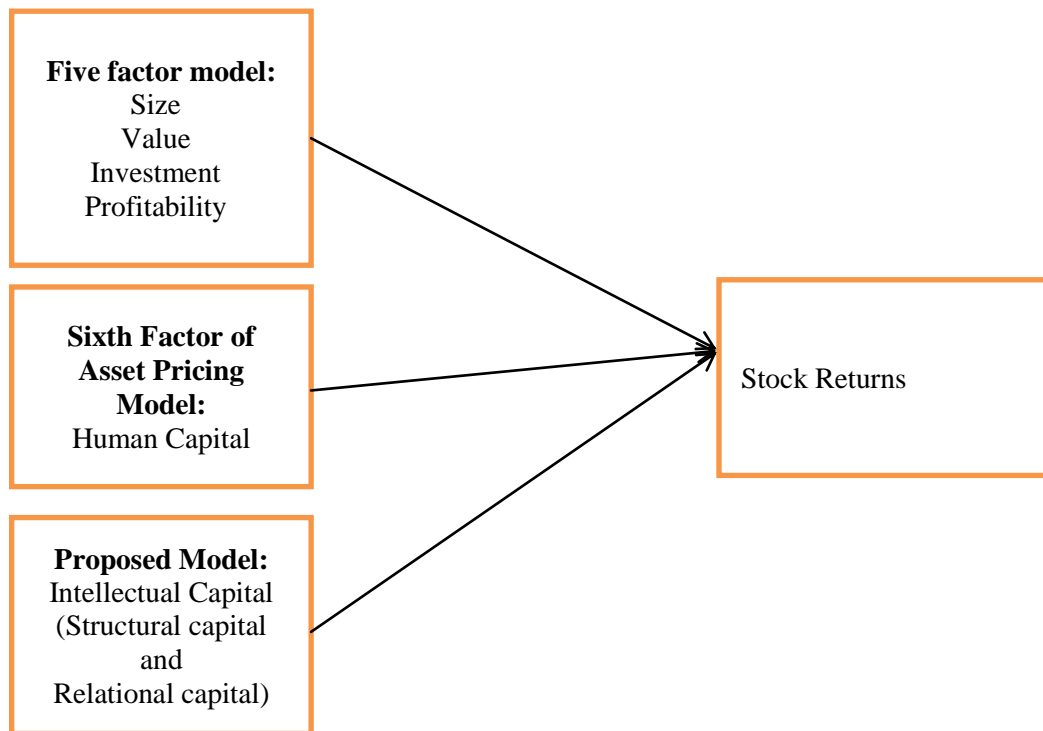 Five factor model:
Size
Value
Investment
Profitability
Sixth Factor of
Asset Pricing
Model:
Human Capital
Proposed Model:
Intellectual Capital
(Structural capital
and
Relational capital)
Stock Returns